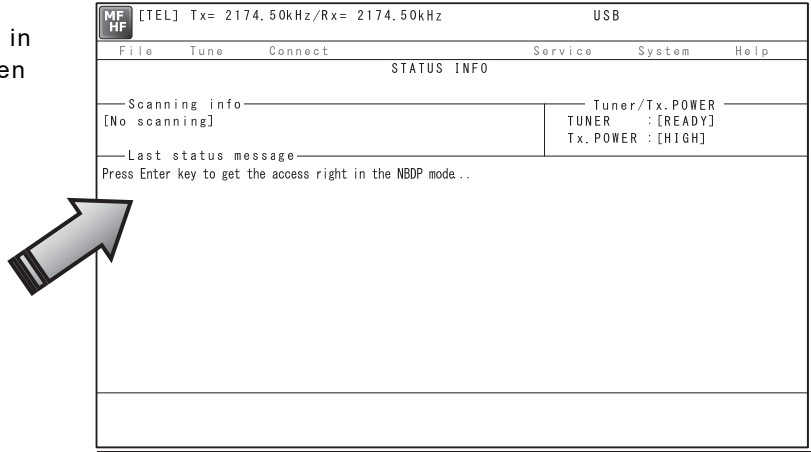 in
en
MF
HF
[TEL] Tx= 2174.50kHz/Rx= 2174.50kHz USB
File Tune Connect Service System Help
STATUS INFO
Scanning info
[No scanning]
Tuner/Tx.POWER
TUNER :[READY]
Tx.POWER :[HIGH]
Last status message
Press Enter key to get the access right in the NBDP mode...